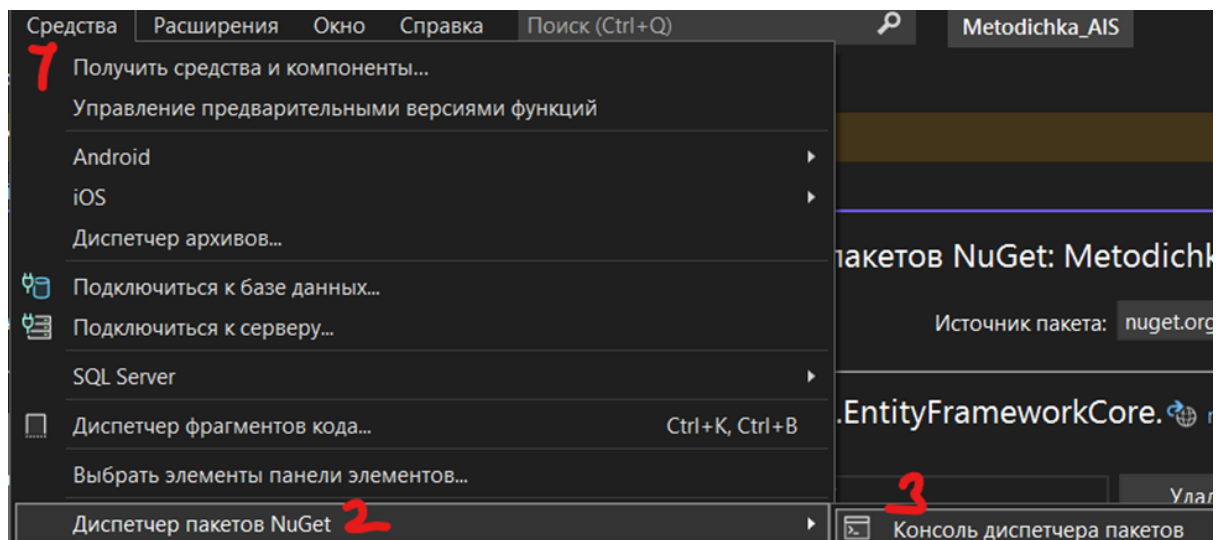 Средства Расширения Окно Справка Поиск (Ctrl+Q) Metodichka_AIS
1
Получить средства и компоненты...
Управление предварительными версиями функций
Android
iOS
Диспетчер архивов...
пакетов NuGet: Metodichk
Подключиться к базе данных...
Подключиться к серверу...
Источник пакета: nuget.org
SQL Server
.EntityFrameworkCore.
Диспетчер фрагментов кода... Ctrl+K, Ctrl+B
Выбрать элементы панели элементов...
3
Диспетчер пакетов NuGet 2
Консоль диспетчера пакетов